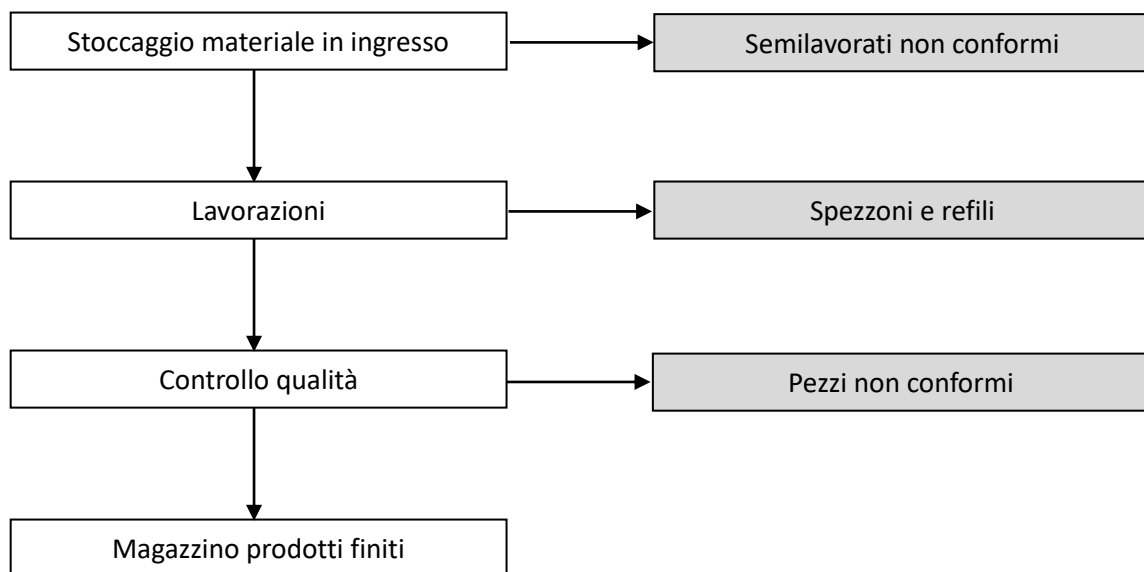 Stoccaggio materiale in ingresso
Semilavorati non conformi
Lavorazioni
Spezzoni e refili
Controllo qualità
Pezzi non conformi
Magazzino prodotti finiti